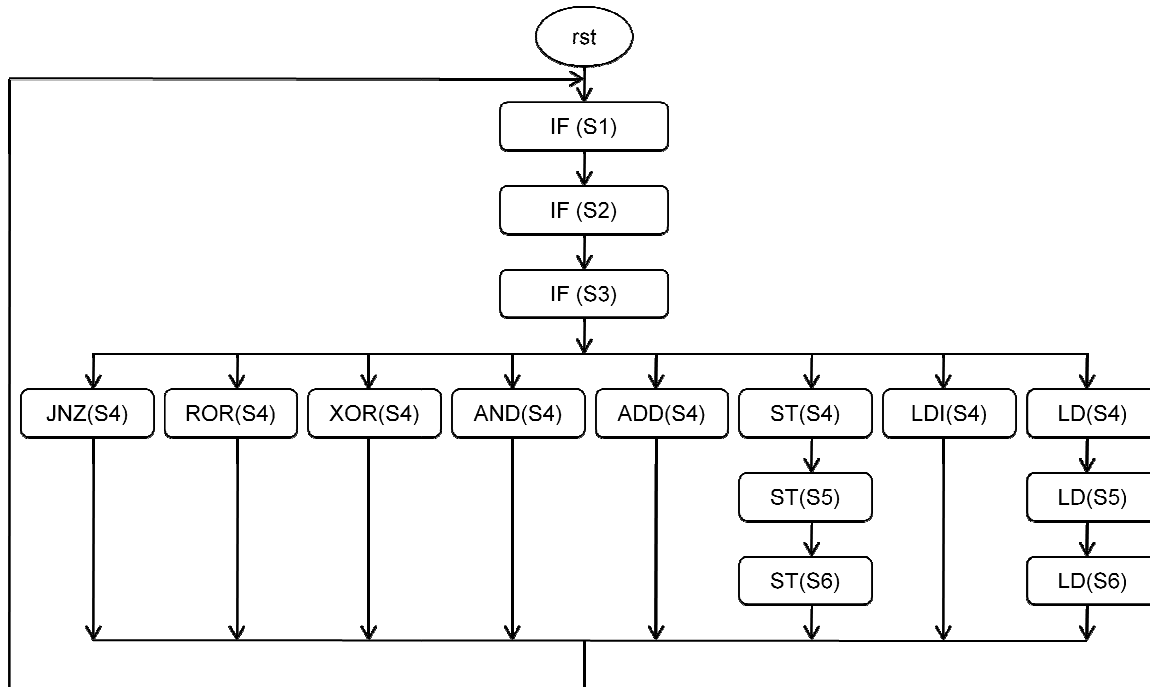 rst
IF (S1)
IF (S2)
IF (S3)
JNZ(S4) ROR(S4) XOR(S4) AND(S4) ADD(S4) ST(S4) LDI(S4) LD(S4)
ST(S5) LD(S5)
ST(S6) LD(S6)